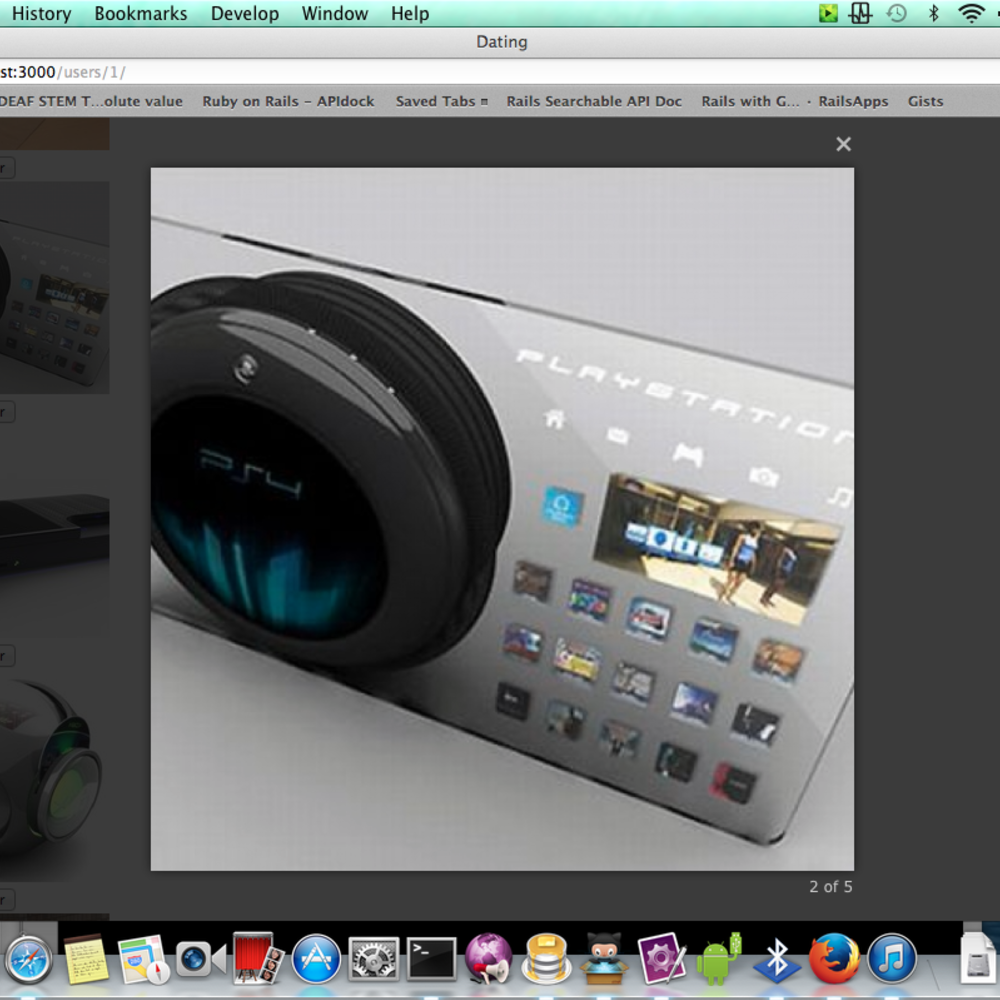 History Bookmarks Develop Window Help
Dating
st:3000/users/1/
DEAF STEM T...olute value Ruby on Rails – APIdock Saved Tabs Rails Searchable API Doc Rails with G... · RailsApps Gists
r
PLAYSTATION
PS4
r
r
2 of 5
r